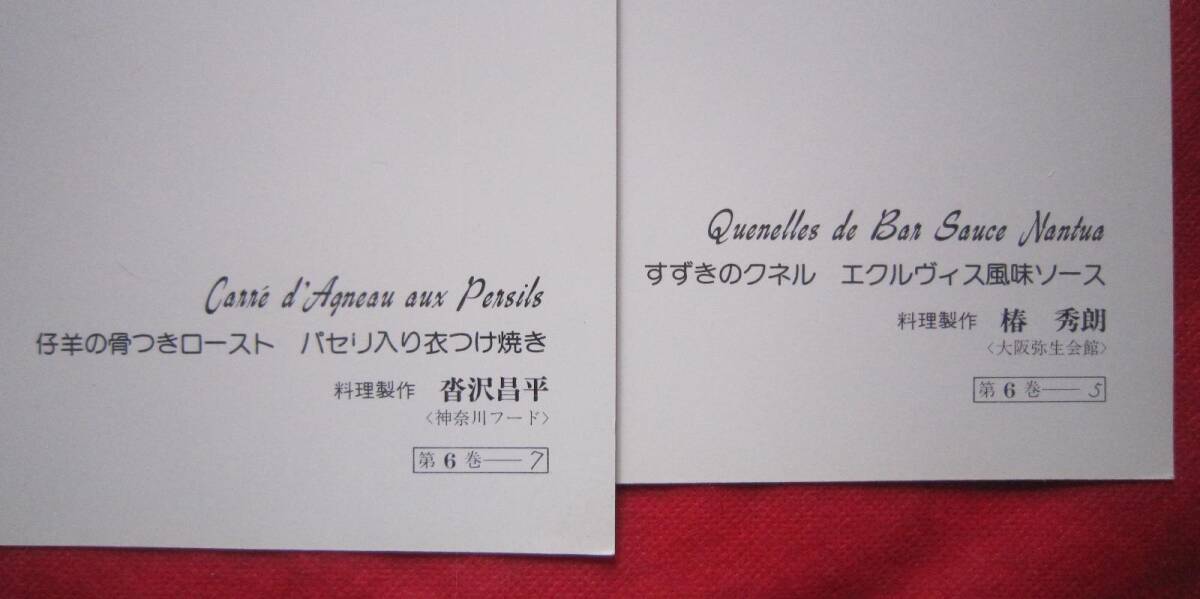 Carré d'Agneau aux Persils
仔羊の骨つきロースト　パセリ入り衣つけ焼き
料理製作　沓沢昌平
〈神奈川フード〉
第6巻――7
Quenelles de Bar Sauce Nantua
すずきのクネル　エクルヴィス風味ソース
料理製作　椿　秀朗
〈大阪弥生会館〉
第6巻――5